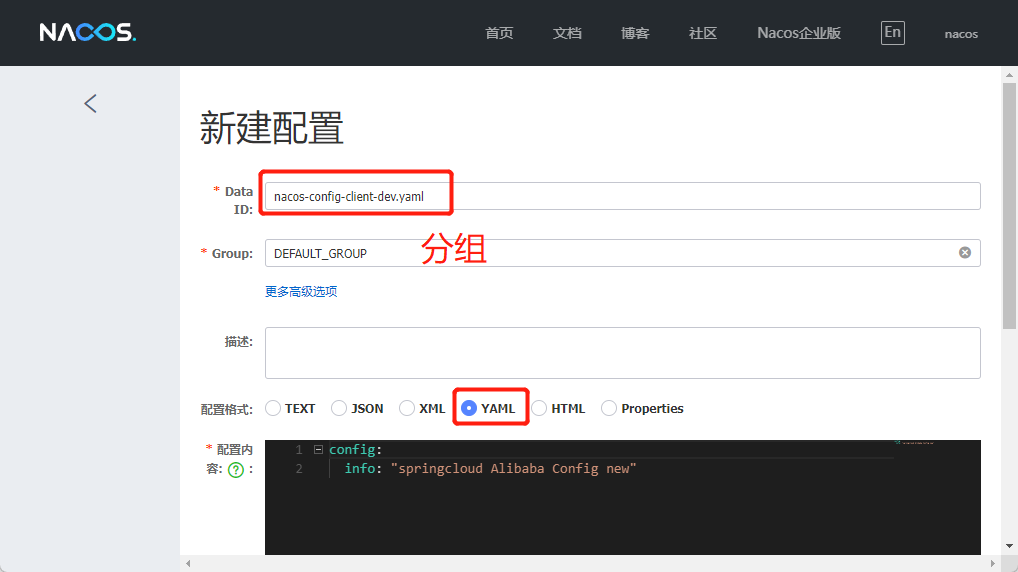 NACOS.
首页 文档 博客 社区 Nacos企业版 En nacos
新建配置
* Data ID: nacos-config-client-dev.yaml
* Group: DEFAULT_GROUP 分组
更多高级选项
描述:
配置格式: TEXT JSON XML YAML HTML Properties
* 配置内容: ? :
1 config:
2 info: "springcloud Alibaba Config new"